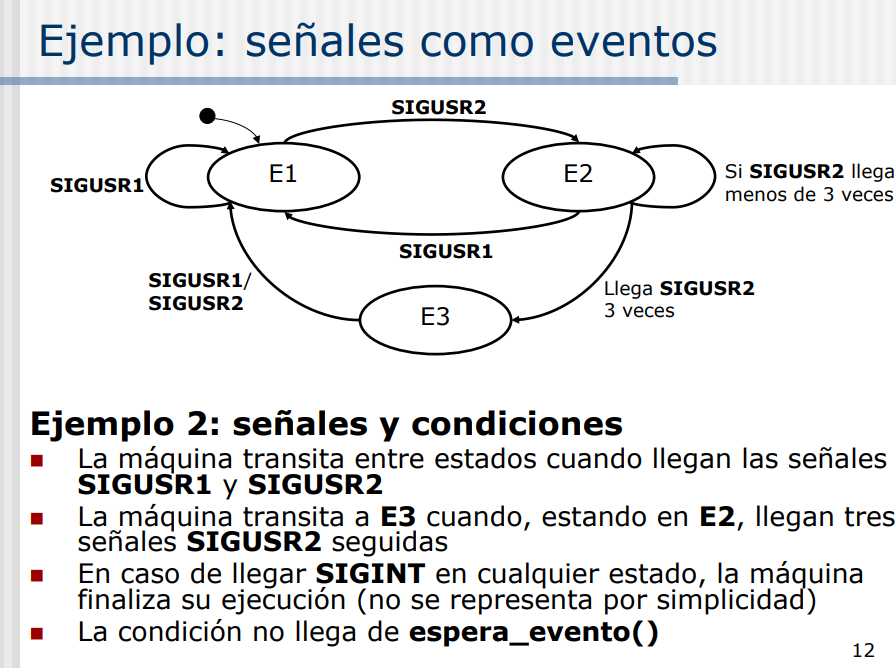 Ejemplo: señales como eventos
SIGUSR2
E1
E2
SIGUSR1
Si SIGUSR2 llega
menos de 3 veces
SIGUSR1
SIGUSR1/
SIGUSR2
Llega SIGUSR2
3 veces
E3
Ejemplo 2: señales y condiciones
La máquina transita entre estados cuando llegan las señales
SIGUSR1 y SIGUSR2
La máquina transita a E3 cuando, estando en E2, llegan tres
señales SIGUSR2 seguidas
En caso de llegar SIGINT en cualquier estado, la máquina
finaliza su ejecución (no se representa por simplicidad)
La condición no llega de espera_evento()
12